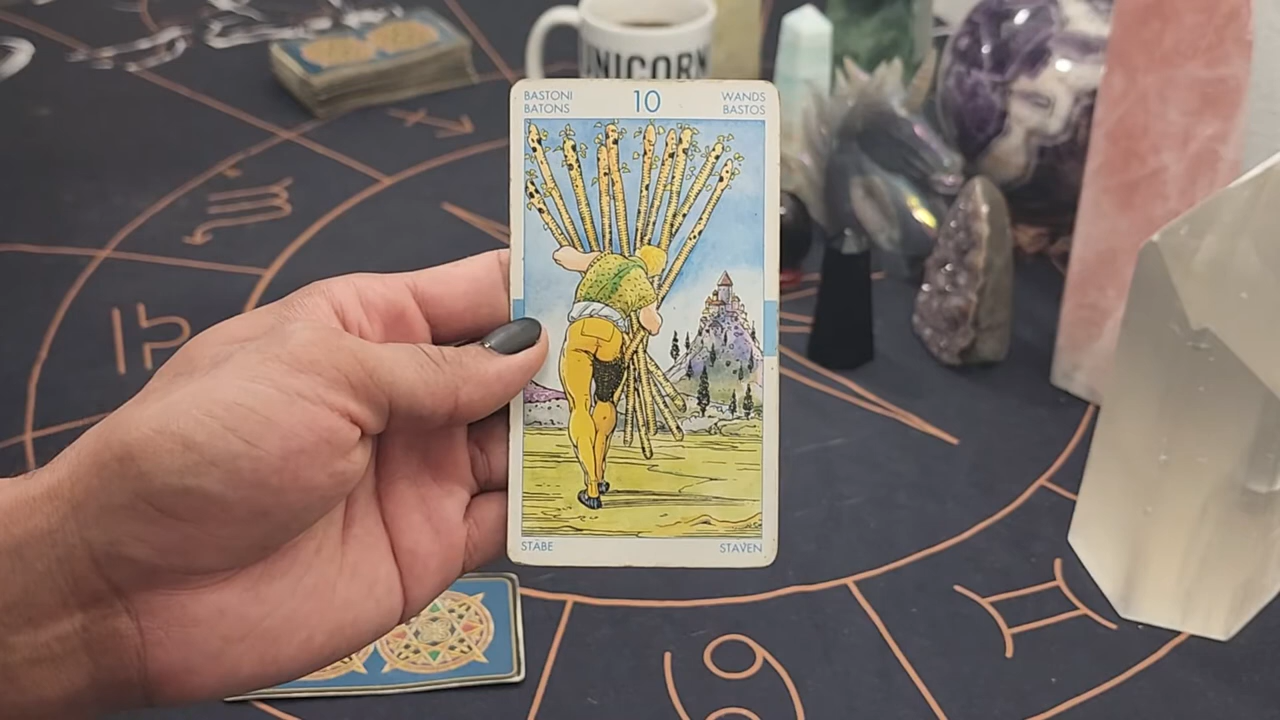 UNICORN
BASTONI
BATONS
10
WANDS
BASTOS
STÄBE
STAVEN